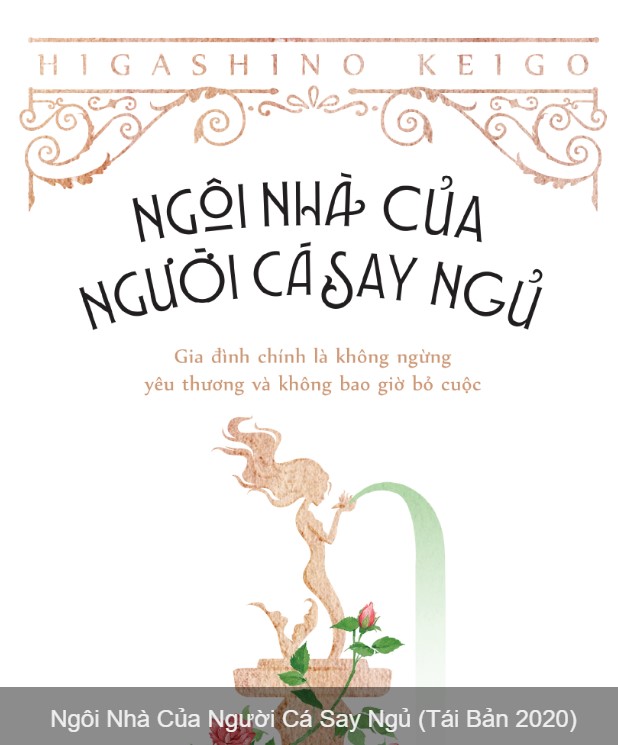 HIGASHINO KEIGO
NGÔI NHÀ CỦA
NGƯỜI CÁ SAY NGỦ
Gia đình chính là không ngừng
yêu thương và không bao giờ bỏ cuộc
Ngôi Nhà Của Người Cá Say Ngủ (Tái Bản 2020)